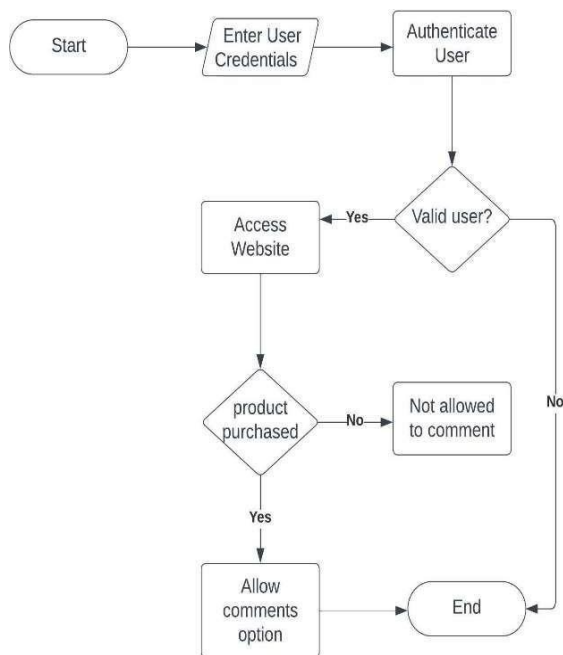 Start
Enter User
Credentials
Authenticate
User
Valid user?
Yes
Access
Website
No
product
purchased
No
Not allowed
to comment
Yes
Allow
comments
option
End